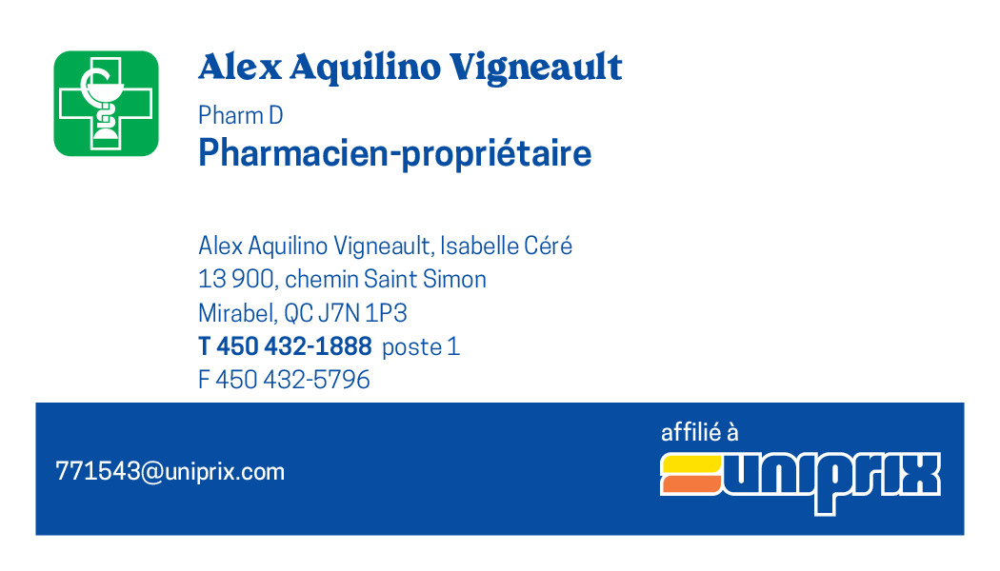 Alex Aquilino Vigneault
Pharm D
Pharmacien-propriétaire
Alex Aquilino Vigneault, Isabelle Céré
13 900, chemin Saint Simon
Mirabel, QC J7N 1P3
T 450 432-1888 poste 1
F 450 432-5796
771543@uniprix.com
affilié à
uniprix